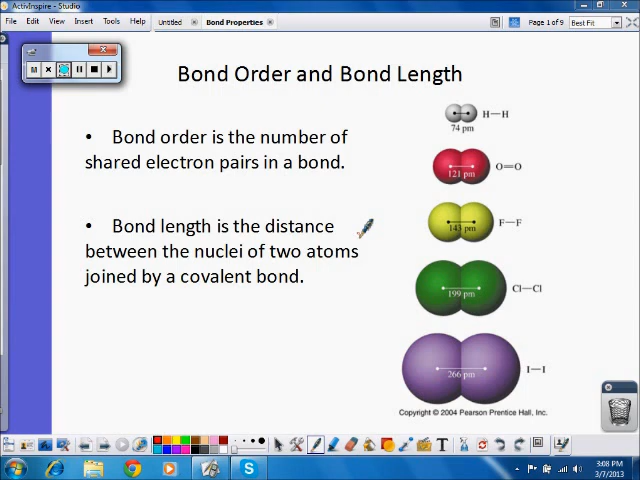 ActivInspire - Studio
File Edit View Insert Tools Help
Untitled
Bond Properties
Page 1 of 9
Best Fit
M
Bond Order and Bond Length
• Bond order is the number of
shared electron pairs in a bond.
• Bond length is the distance
between the nuclei of two atoms
joined by a covalent bond.
74 pm
H—H
121 pm
O=O
143 pm
F—F
199 pm
Cl—Cl
266 pm
I—I
Copyright © 2004 Pearson Prentice Hall, Inc.
T
S
3:08 PM
3/7/2013